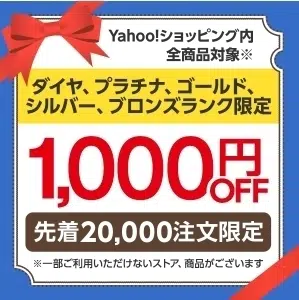 Yahoo!ショッピング内
全商品対象※
ダイヤ、プラチナ、ゴールド、
シルバー、ブロンズランク限定
1,000円OFF
先着20,000注文限定
※一部ご利用いただけないストア、商品がございます